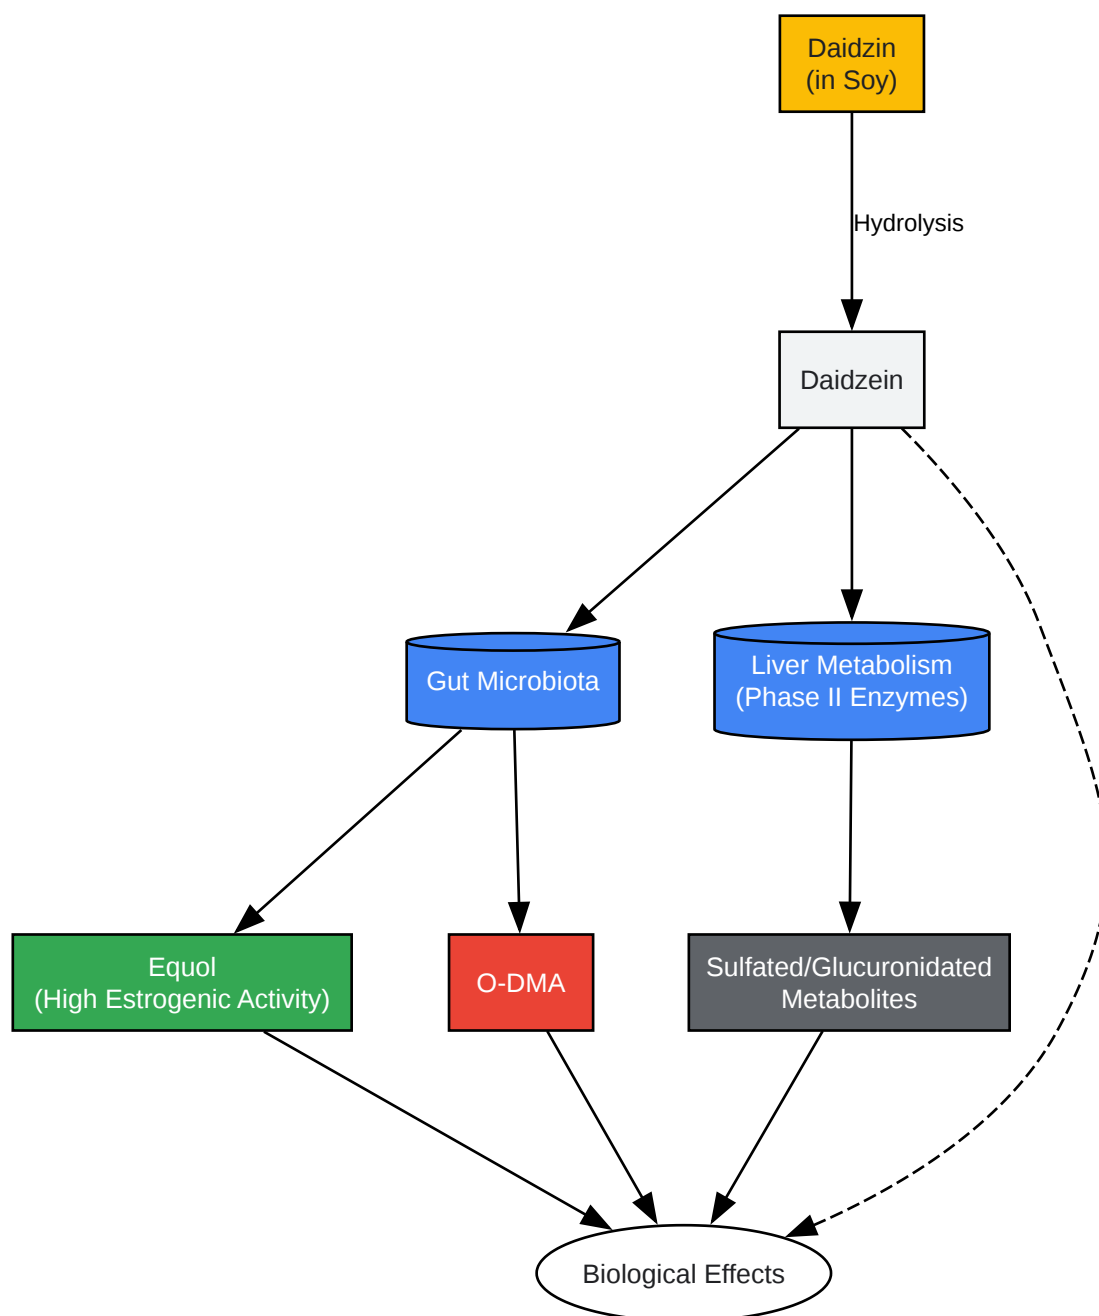 Daidzin
(in Soy)
Hydrolysis
Daidzein
Gut Microbiota
Liver Metabolism
(Phase II Enzymes)
Equol
(High Estrogenic Activity)
O-DMA
Sulfated/Glucuronidated
Metabolites
Biological Effects